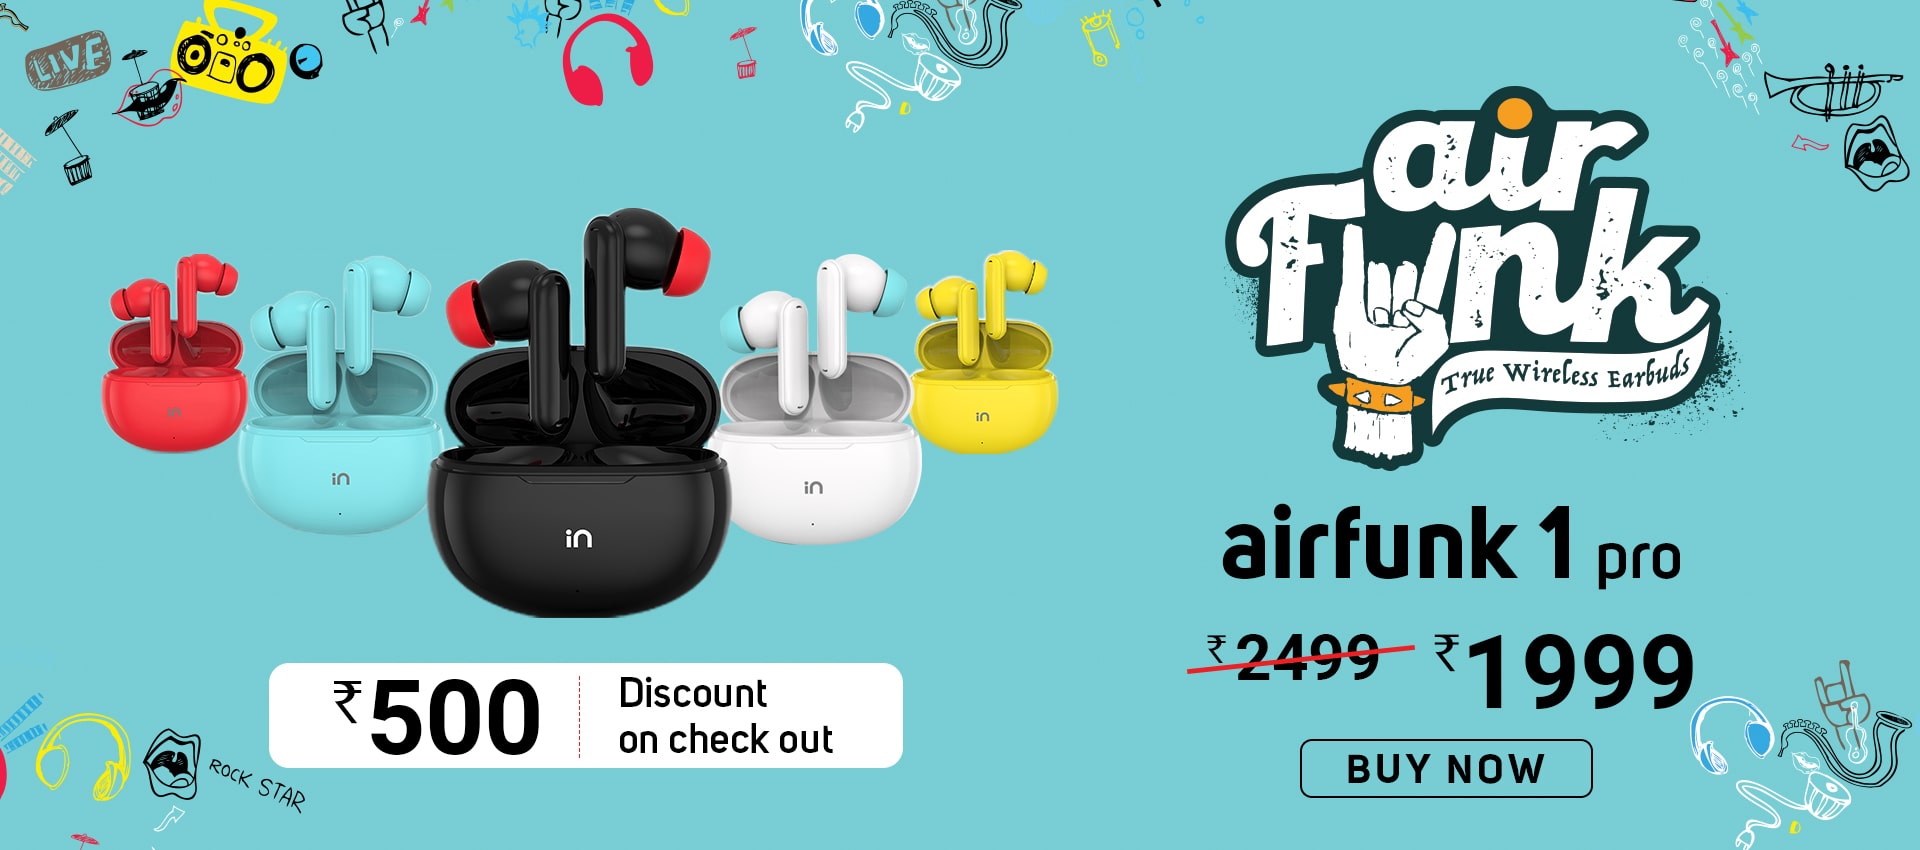 LIVE
air
Funk
True Wireless Earbuds
in
in
in
in
in
airfunk 1 pro
₹2499 ₹1999
BUY NOW
₹500
Discount
on check out
ROCK STAR